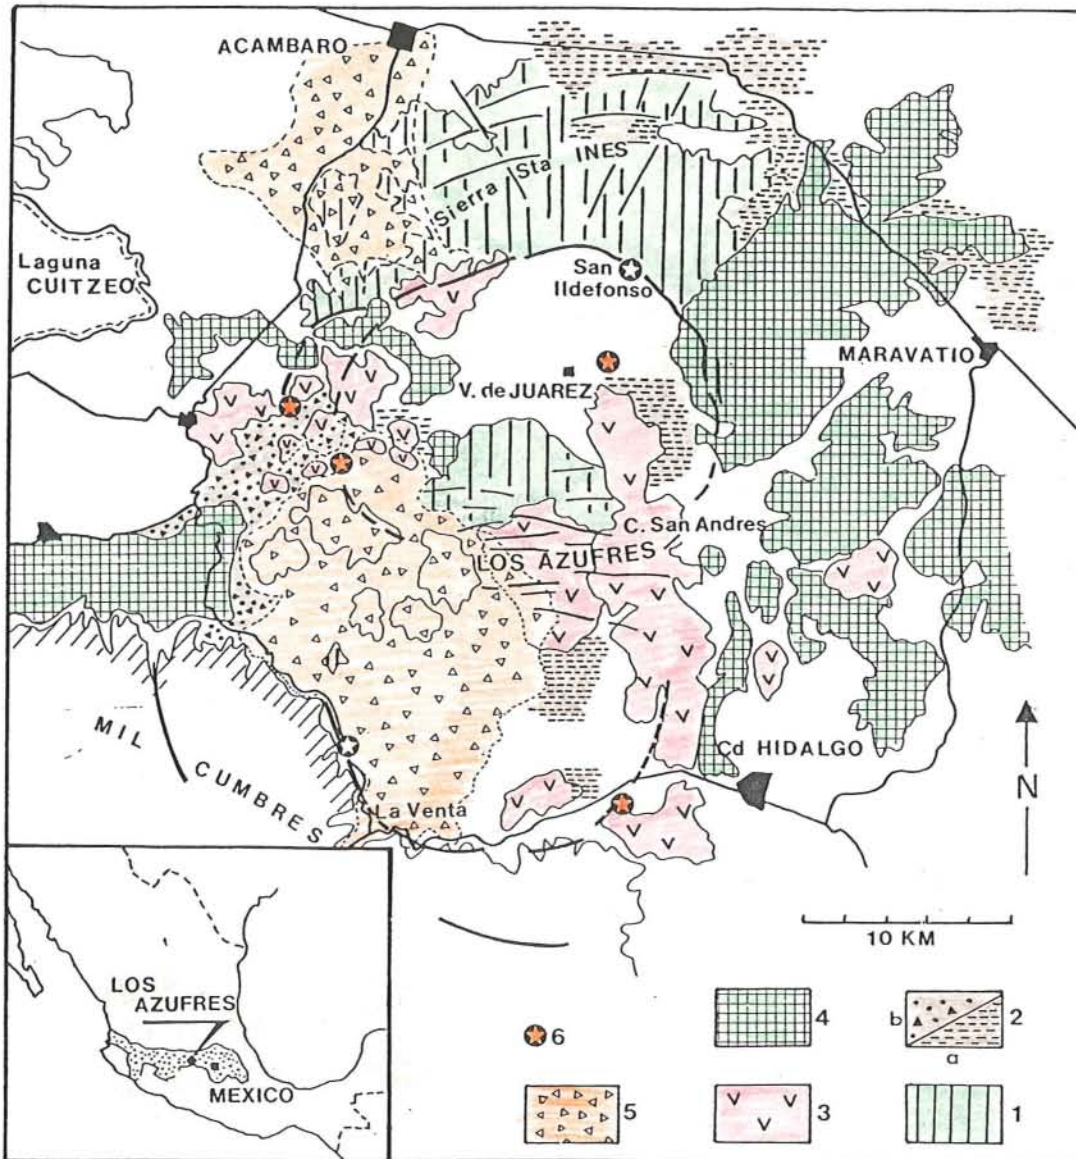 ACAMBARO
Sierra Sta INES
Laguna
CUITZEO
San
Ildefonso
MARAVATIO
V. de JUAREZ
C. San Andres
LOS AZUFRES
MIL
CUMBRES
Cd HIDALGO
La Venta
N
10 KM
LOS
AZUFRES
MEXICO
6
4
b
2
a
5
3
1